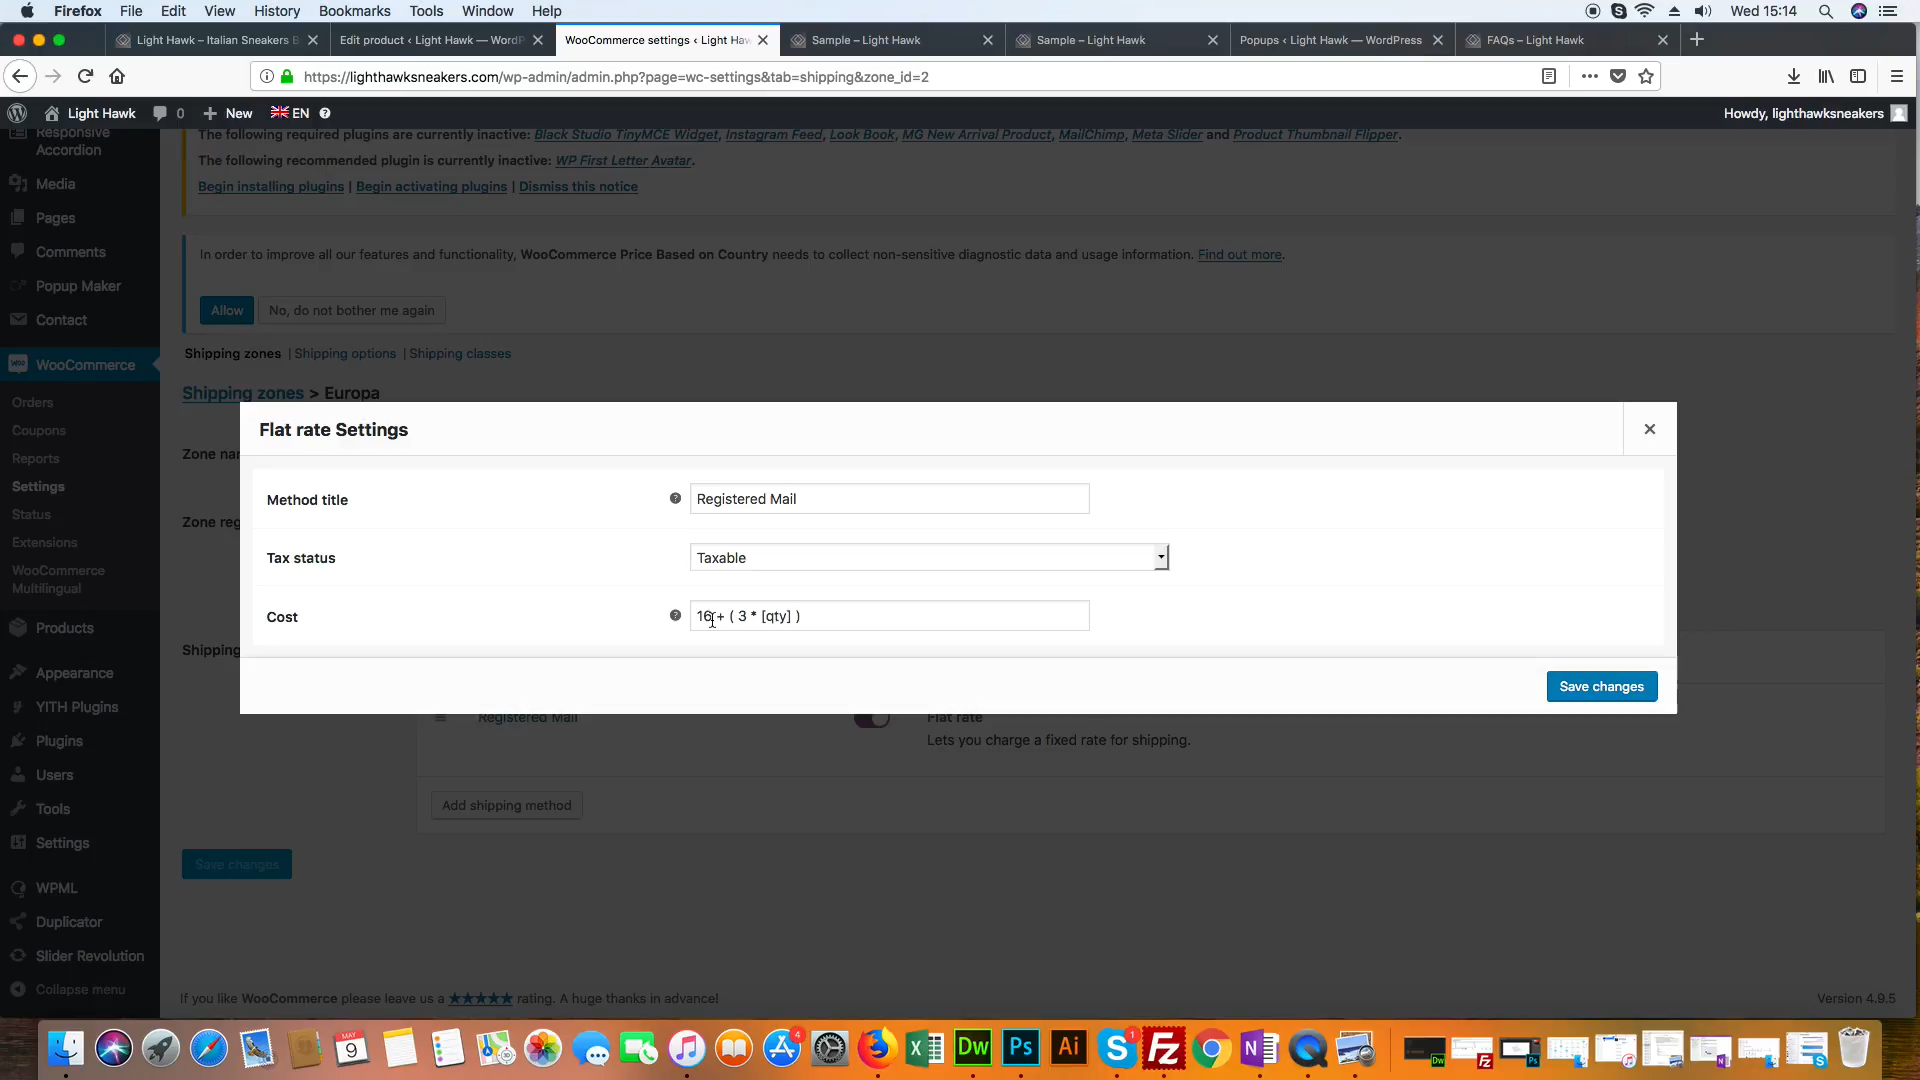 Firefox File Edit View History Bookmarks Tools Window Help Wed 15:14
Light Hawk – Italian Sneakers B Edit product ‹ Light Hawk — WordP WooCommerce settings ‹ Light Haw Sample – Light Hawk Sample – Light Hawk Popups ‹ Light Hawk — WordPress FAQs – Light Hawk
https://lighthawksneakers.com/wp-admin/admin.php?page=wc-settings&tab=shipping&zone_id=2
Light Hawk 0 New EN Howdy, lighthawksneakers
Responsive
Accordion
Media
Pages
Comments
Popup Maker
Contact
WooCommerce
Orders
Coupons
Reports
Settings
Status
Extensions
WooCommerce
Multilingual
Products
Appearance
YITH Plugins
Plugins
Users
Tools
Settings
WPML
Duplicator
Slider Revolution
Collapse menu
The following required plugins are currently inactive: Black Studio TinyMCE Widget, Instagram Feed, Look Book, MG New Arrival Product, MailChimp, Meta Slider and Product Thumbnail Flipper.
The following recommended plugin is currently inactive: WP First Letter Avatar.
Begin installing plugins | Begin activating plugins | Dismiss this notice
In order to improve all our features and functionality, WooCommerce Price Based on Country needs to collect non-sensitive diagnostic data and usage information. Find out more.
Allow No, do not bother me again
Shipping zones | Shipping options | Shipping classes
Shipping zones > Europa
Zone nan
Zone reg
Shipping
Flat rate Settings
Method title Registered Mail
Tax status Taxable
Cost 16 + ( 3 * [qty] )
Save changes
Registered Mail Flat rate
Lets you charge a fixed rate for shipping.
Add shipping method
Save changes
If you like WooCommerce please leave us a ★★★★★ rating. A huge thanks in advance! Version 4.9.5
MAY
9
4
Dw
Ps
Ai
1